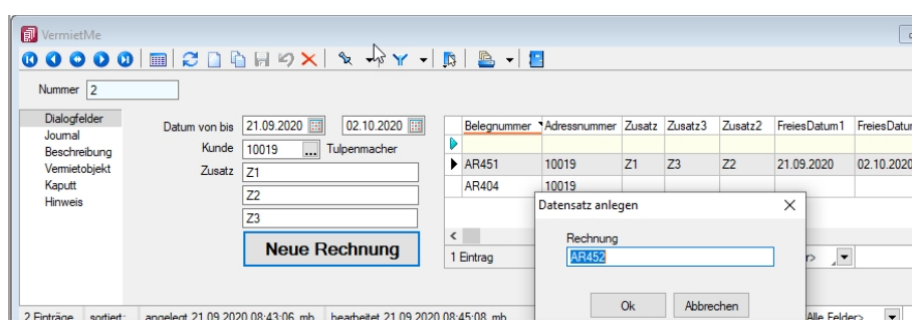 VermietMe
Nummer 2
Dialogfelder
Journal
Beschreibung
Vermietobjekt
Kaputt
Hinweis
Datum von bis 21.09.2020 02.10.2020
Kunde 10019 ... Tulpenmacher
Zusatz Z1
Z2
Z3
Neue Rechnung
Belegnummer Adressnummer Zusatz Zusatz3 Zusatz2 FreiesDatum1 FreiesDatum
AR451 10019 Z1 Z3 Z2 21.09.2020 02.10.2020
AR404 10019
1 Eintrag
Datensatz anlegen
Rechnung
AR452
Ok Abbrechen
2 Einträge sortiert: angelegt 21.09.2020 08:43:06, mb bearbeitet 21.09.2020 08:45:08, mb
Alle Felder>